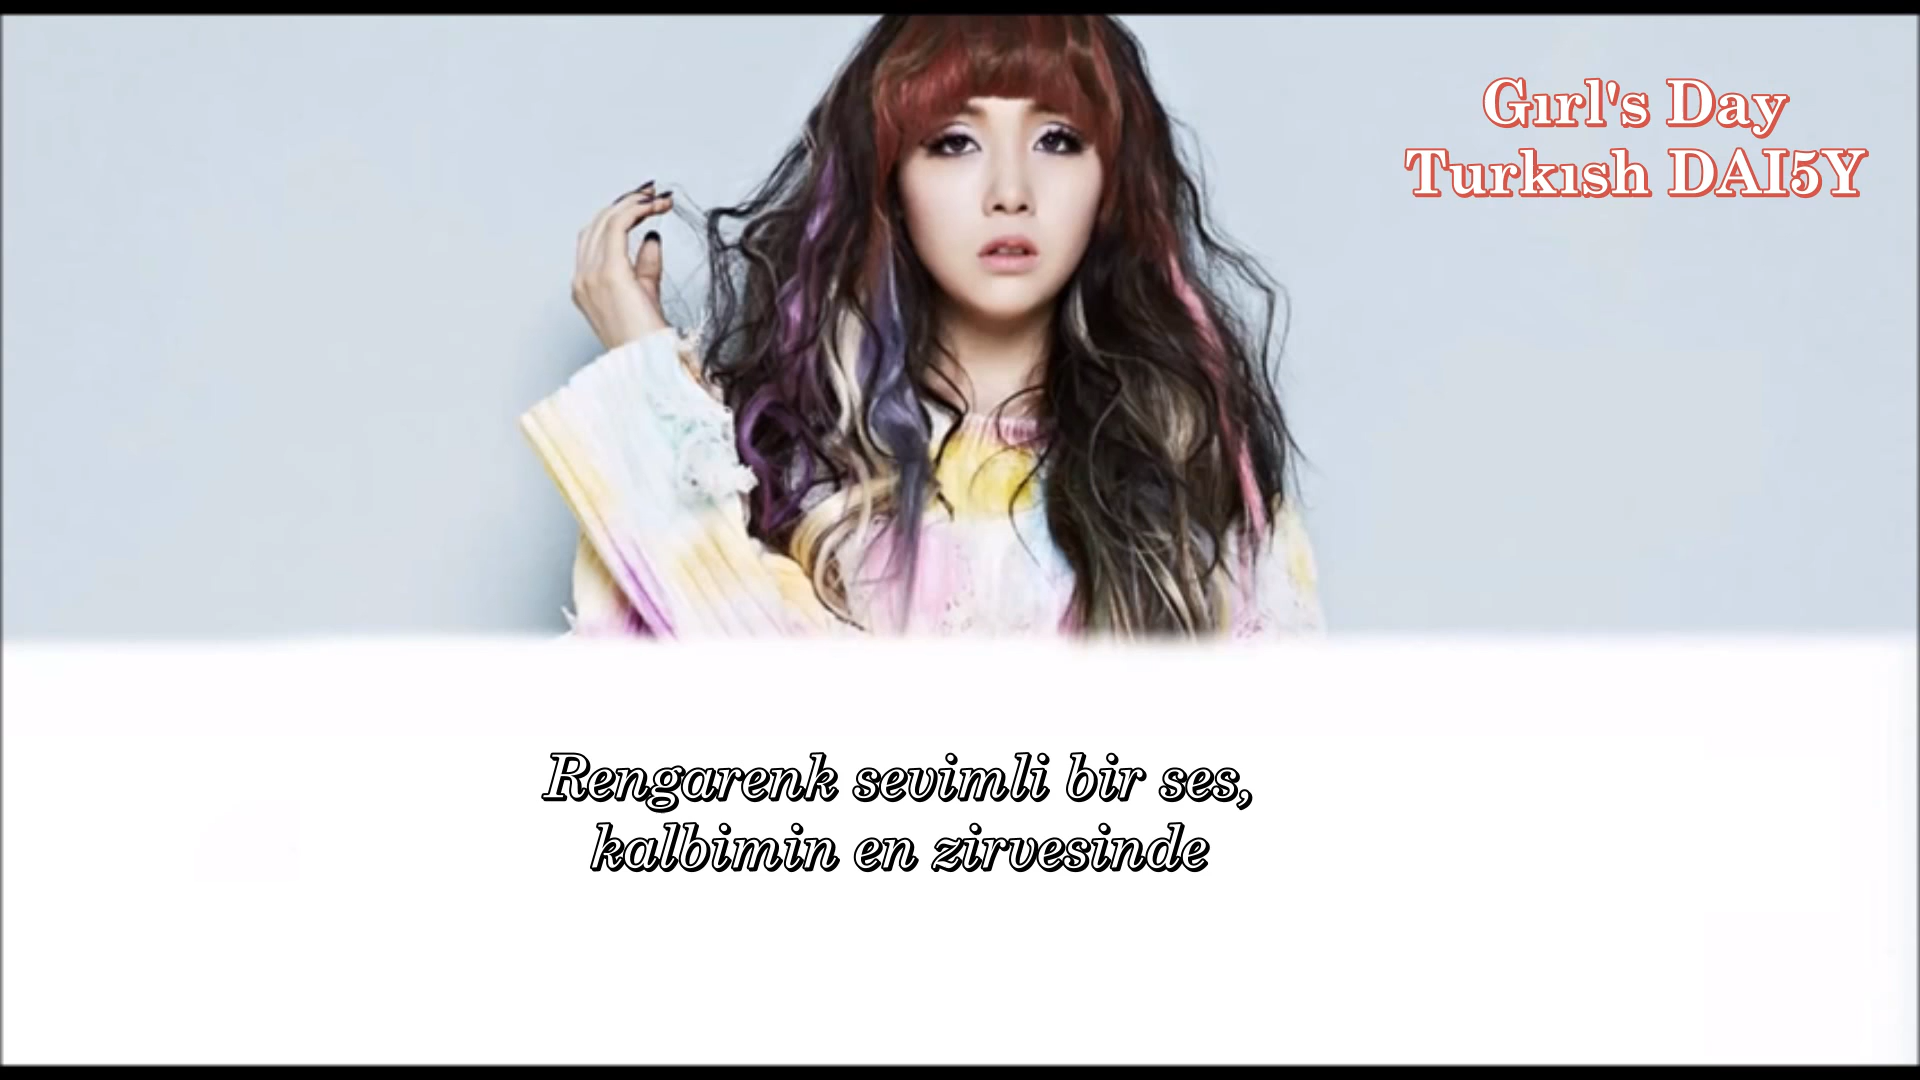 Gırl's Day
Turkısh DAI5Y
Rengarenk sevimli bir ses,
kalbimin en zirvesinde